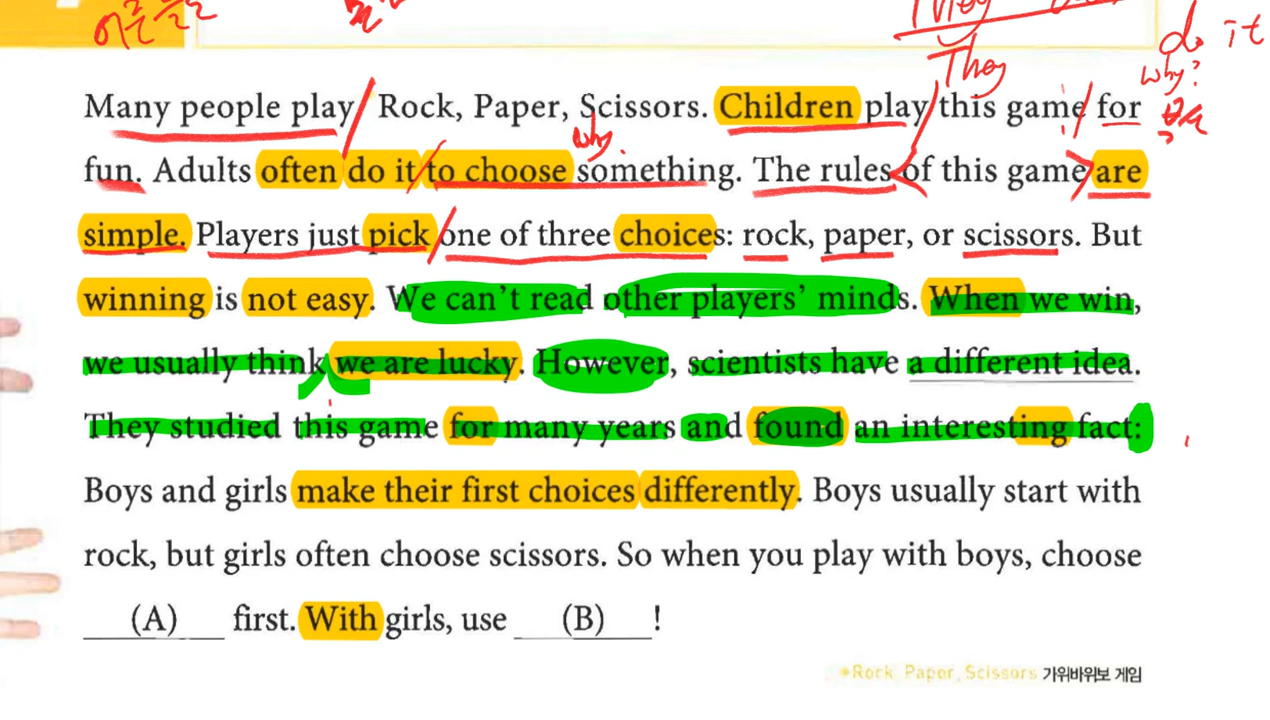 do it
They
why?
Many people play Rock, Paper, Scissors. Children play this game for
why.
fun. Adults often do it to choose something. The rules of this game are
simple. Players just pick one of three choices: rock, paper, or scissors. But
winning is not easy. We can't read other players' minds. When we win,
we usually think we are lucky. However, scientists have a different idea.
They studied this game for many years and found an interesting fact:
Boys and girls make their first choices differently. Boys usually start with
rock, but girls often choose scissors. So when you play with boys, choose
(A) first. With girls, use (B) !
*Rock, Paper, Scissors 가위바위보 게임